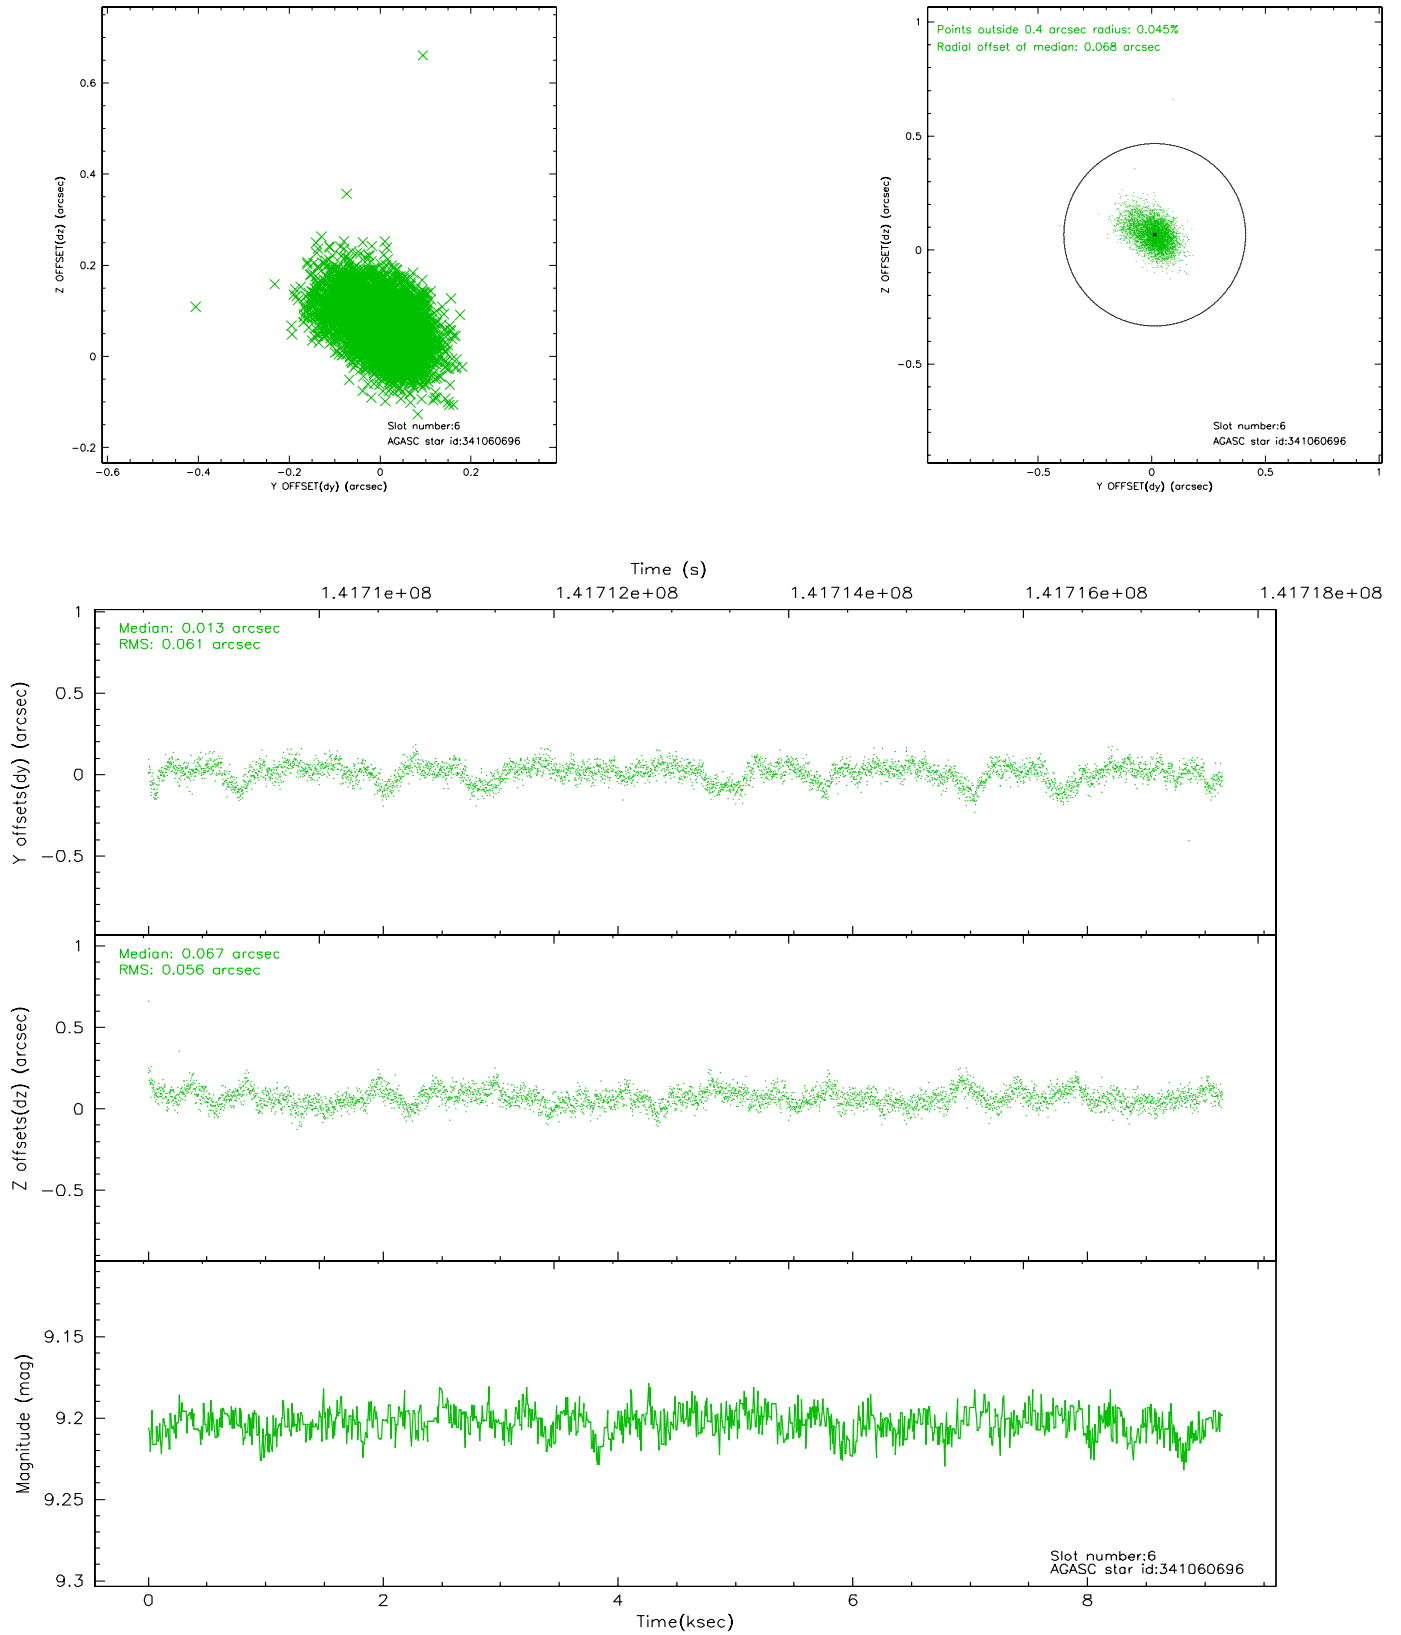 0.6
0.4
0.2
0
−0.2
−0.6
−0.4
−0.2
0
0.2
Z OFFSET(dz) (arcsec)
Y OFFSET(dy) (arcsec)
Slot number:6
AGASC star id:341060696
Points outside 0.4 arcsec radius: 0.045%
Radial offset of median: 0.068 arcsec
1
0.5
0
−0.5
−0.5
0
0.5
1
Z OFFSET(dz) (arcsec)
Y OFFSET(dy) (arcsec)
Slot number:6
AGASC star id:341060696
Time (s)
1.4171e+08
1.41712e+08
1.41714e+08
1.41716e+08
1.41718e+08
Median: 0.013 arcsec
RMS: 0.061 arcsec
1
0.5
0
−0.5
Y offsets(dy) (arcsec)
Median: 0.067 arcsec
RMS: 0.056 arcsec
1
0.5
0
−0.5
Z offsets(dz) (arcsec)
9.15
9.2
9.25
9.3
Magnitude (mag)
Slot number:6
AGASC star id:341060696
0
2
4
6
8
Time(ksec)